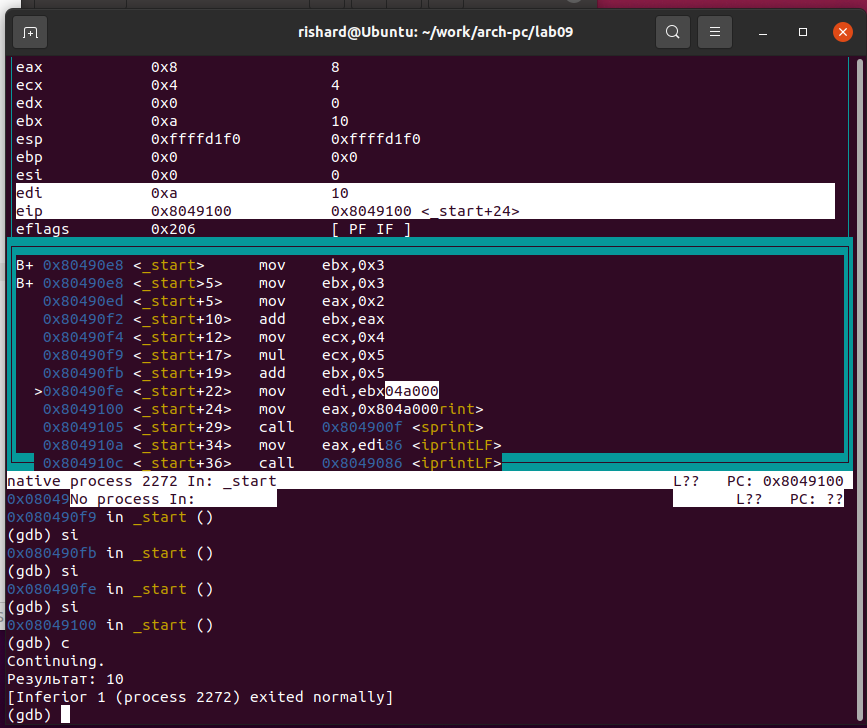 rishard@Ubuntu: ~/work/arch-pc/lab09
eax 0x8 8
ecx 0x4 4
edx 0x0 0
ebx 0xa 10
esp 0xffffd1f0 0xffffd1f0
ebp 0x0 0x0
esi 0x0 0
edi 0xa 10
eip 0x8049100 0x8049100 <_start+24>
eflags 0x206 [ PF IF ]
B+ 0x80490e8 <_start> mov ebx,0x3
B+ 0x80490e8 <_start>5> mov ebx,0x3
0x80490ed <_start+5> mov eax,0x2
0x80490f2 <_start+10> add ebx,eax
0x80490f4 <_start+12> mov ecx,0x4
0x80490f9 <_start+17> mul ecx,0x5
0x80490fb <_start+19> add ebx,0x5
>0x80490fe <_start+22> mov edi,ebx04a000
0x8049100 <_start+24> mov eax,0x804a000rint>
0x8049105 <_start+29> call 0x804900f <sprint>
0x804910a <_start+34> mov eax,edi86 <iprintLF>
0x804910c <_start+36> call 0x8049086 <iprintLF>
native process 2272 In: _start L?? PC: 0x8049100
0x08049No process In: L?? PC: ??
0x080490f9 in _start ()
(gdb) si
0x080490fb in _start ()
(gdb) si
0x080490fe in _start ()
(gdb) si
0x08049100 in _start ()
(gdb) c
Continuing.
Результат: 10
[Inferior 1 (process 2272) exited normally]
(gdb)